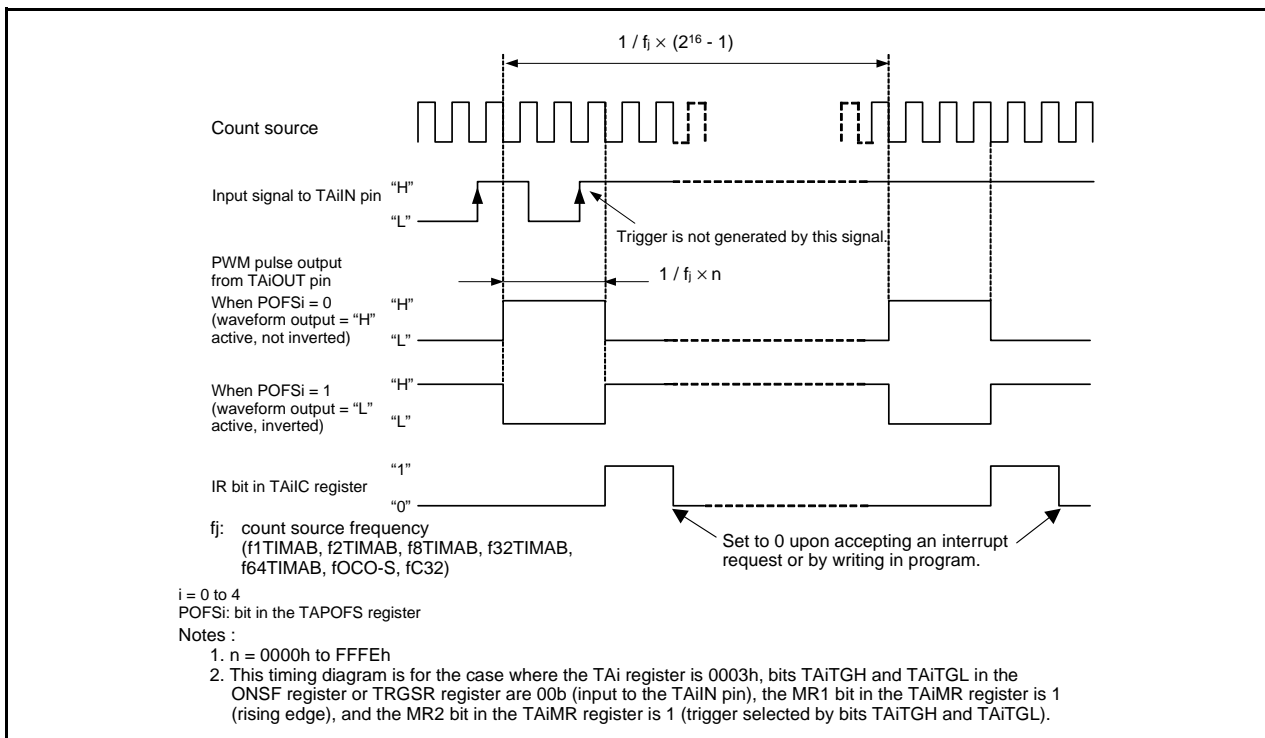 1 / fj × (2¹⁶ - 1)
Count source
Input signal to TAiIN pin
“H”
“L”
Trigger is not generated by this signal.
PWM pulse output
from TAiOUT pin
1 / fj × n
When POFSi = 0
(waveform output = “H”
active, not inverted)
“H”
“L”
When POFSi = 1
(waveform output = “L”
active, inverted)
“H”
“L”
IR bit in TAiIC register
“1”
“0”
Set to 0 upon accepting an interrupt
request or by writing in program.
fj: count source frequency
(f1TIMAB, f2TIMAB, f8TIMAB, f32TIMAB,
f64TIMAB, fOCO-S, fC32)
i = 0 to 4
POFSi: bit in the TAPOFS register
Notes :
1. n = 0000h to FFFEh
2. This timing diagram is for the case where the TAi register is 0003h, bits TAiTGH and TAiTGL in the
ONSF register or TRGSR register are 00b (input to the TAiIN pin), the MR1 bit in the TAiMR register is 1
(rising edge), and the MR2 bit in the TAiMR register is 1 (trigger selected by bits TAiTGH and TAiTGL).